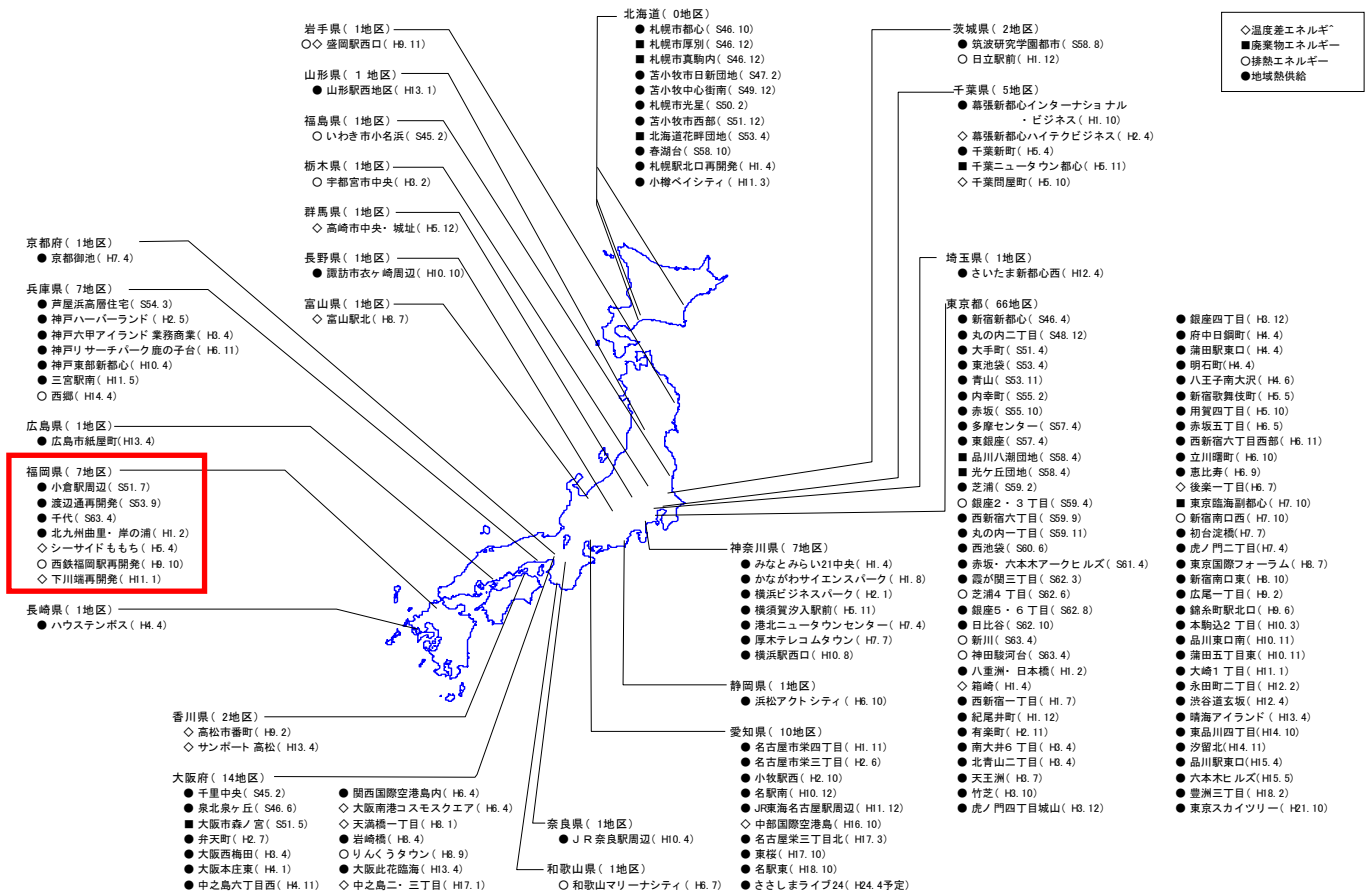 北海道( 0地区)
● 札幌市都心( S46.10)
■ 札幌市厚別( S46.12)
■ 札幌市真駒内( S46.12)
● 苫小牧市日新団地( S47.2)
● 苫小牧中心街南( S49.12)
● 札幌市光星( S50.2)
● 苫小牧市西部( S51.12)
■ 北海道花畔団地( S53.4)
● 春湖台( S58.10)
● 札幌駅北口再開発( H1.4)
● 小樽ベイシティ( H11.3)
岩手県( 1地区)
○◇ 盛岡駅西口( H9.11)
山形県( 1 地区)
● 山形駅西地区( H13.1)
福島県( 1地区)
○ いわき市小名浜( S45.2)
栃木県( 1地区)
○ 宇都宮市中央( H3.2)
群馬県( 1地区)
◇ 高崎市中央・ 城址( H5.12)
長野県( 1地区)
● 諏訪市衣ヶ崎周辺( H10.10)
富山県( 1地区)
◇ 富山駅北( H8.7)
茨城県( 2地区)
● 筑波研究学園都市( S58.8)
○ 日立駅前( H1.12)
千葉県( 5地区)
● 幕張新都心インターナショナル
・ビジネス( H1.10)
◇ 幕張新都心ハイテクビジネス( H2.4)
● 千葉新町( H5.4)
■ 千葉ニュータウン都心( H5.11)
◇ 千葉問屋町( H5.10)
◇温度差エネルギ^
■廃棄物エネルギー
○排熱エネルギー
●地域熱供給
埼玉県( 1地区)
● さいたま新都心西( H12.4)
東京都( 66地区)
● 新宿新都心( S46.4)
● 丸の内二丁目( S48.12)
● 大手町( S51.4)
● 東池袋( S53.4)
● 青山( S53.11)
● 内幸町( S55.2)
● 赤坂( S55.10)
● 多摩センター( S57.4)
● 東銀座( S57.4)
■ 品川八潮団地( S58.4)
■ 光ケ丘団地( S58.4)
● 芝浦( S59.2)
○ 銀座2・ 3 丁目( S59.4)
● 西新宿六丁目( S59.9)
● 丸の内一丁目( S59.11)
● 西池袋( S60.6)
● 赤坂・ 六本木アークヒルズ( S61.4)
● 霞が関三丁目( S62.3)
○ 芝浦4 丁目( S62.6)
● 銀座5・ 6 丁目( S62.8)
● 日比谷( S62.10)
○ 新川( S63.4)
○ 神田駿河台( S63.4)
● 八重洲・ 日本橋( H1.2)
◇ 箱崎( H1.4)
● 西新宿一丁目( H1.7)
● 紀尾井町( H1.12)
● 有楽町( H2.11)
● 南大井6 丁目( H3.4)
● 北青山二丁目( H3.4)
● 天王洲( H3.7)
● 竹芝( H3.10)
● 虎ノ門四丁目城山( H3.12)
● 銀座四丁目( H3.12)
● 府中日鋼町( H4.4)
● 蒲田駅東口( H4.4)
● 明石町(H4.4)
● 八王子南大沢( H4.6)
● 新宿歌舞伎町( H5.5)
● 用賀四丁目( H5.10)
● 赤坂五丁目( H6.5)
● 西新宿六丁目西部( H6.11)
● 立川曙町( H6.10)
● 恵比寿( H6.9)
◇ 後楽一丁目(H6.7)
■ 東京臨海副都心( H7.10)
○ 新宿南口西( H7.10)
● 初台淀橋(H7.7)
● 虎ノ門二丁目(H7.4)
● 東京国際フォーラム( H8.7)
● 新宿南口東( H8.10)
● 広尾一丁目( H9.2)
● 錦糸町駅北口( H9.6)
● 本駒込2 丁目( H10.3)
● 品川東口南( H10.11)
● 蒲田五丁目東( H10.11)
● 大崎1 丁目( H11.1)
● 永田町二丁目( H12.2)
● 渋谷道玄坂( H12.4)
● 晴海アイランド( H13.4)
● 東品川四丁目(H14.10)
● 汐留北(H14.11)
● 品川駅東口(H15.4)
● 六本木ヒルズ(H15.5)
● 豊洲三丁目( H18.2)
● 東京スカイツリー( H21.10)
京都府( 1地区)
● 京都御池( H7.4)
兵庫県( 7地区)
● 芦屋浜高層住宅( S54.3)
● 神戸ハーバーランド( H2.5)
● 神戸六甲アイランド業務商業( H3.4)
● 神戸リサーチパーク鹿の子台( H6.11)
● 神戸東部新都心( H10.4)
● 三宮駅南( H11.5)
○ 西郷( H14.4)
広島県( 1地区)
● 広島市紙屋町(H13.4)
福岡県( 7地区)
● 小倉駅周辺( S51.7)
● 渡辺通再開発( S53.9)
● 千代( S63.4)
● 北九州曲里・ 岸の浦( H1.2)
◇ シーサイドももち( H5.4)
○ 西鉄福岡駅再開発( H9.10)
◇ 下川端再開発( H11.1)
長崎県( 1地区)
● ハウステンボス( H4.4)
香川県( 2地区)
◇ 高松市番町( H9.2)
◇ サンポート高松( H13.4)
大阪府( 14地区)
● 千里中央( S45.2)
● 泉北泉ヶ丘( S46.6)
■ 大阪市森ノ宮( S51.5)
● 弁天町( H2.7)
● 大阪西梅田( H3.4)
● 大阪本庄東( H4.1)
● 中之島六丁目西( H4.11)
● 関西国際空港島内( H6.4)
◇ 大阪南港コスモスクエア( H6.4)
◇ 天満橋一丁目( H8.1)
● 岩崎橋( H8.4)
○ りんくうタウン( H8.9)
● 大阪此花臨海( H13.4)
◇ 中之島二・ 三丁目( H17.1)
奈良県( 1地区)
● ＪＲ奈良駅周辺( H10.4)
和歌山県( 1地区)
○ 和歌山マリーナシティ( H6.7)
神奈川県( 7地区)
● みなとみらい21中央( H1.4)
● かながわサイエンスパーク( H1.8)
● 横浜ビジネスパーク( H2.1)
● 横須賀汐入駅前( H5.11)
● 港北ニュータウンセンター( H7.4)
● 厚木テレコムタウン( H7.7)
● 横浜駅西口( H10.8)
静岡県( 1地区)
● 浜松アクトシティ( H6.10)
愛知県( 10地区)
● 名古屋市栄四丁目( H1.11)
● 名古屋市栄三丁目( H2.6)
● 小牧駅西( H2.10)
● 名駅南( H10.12)
● JR東海名古屋駅周辺( H11.12)
◇ 中部国際空港島( H16.10)
● 名古屋栄三丁目北( H17.3)
● 東桜( H17.10)
● 名駅東( H18.10)
● ささしまライブ24( H24.4予定)